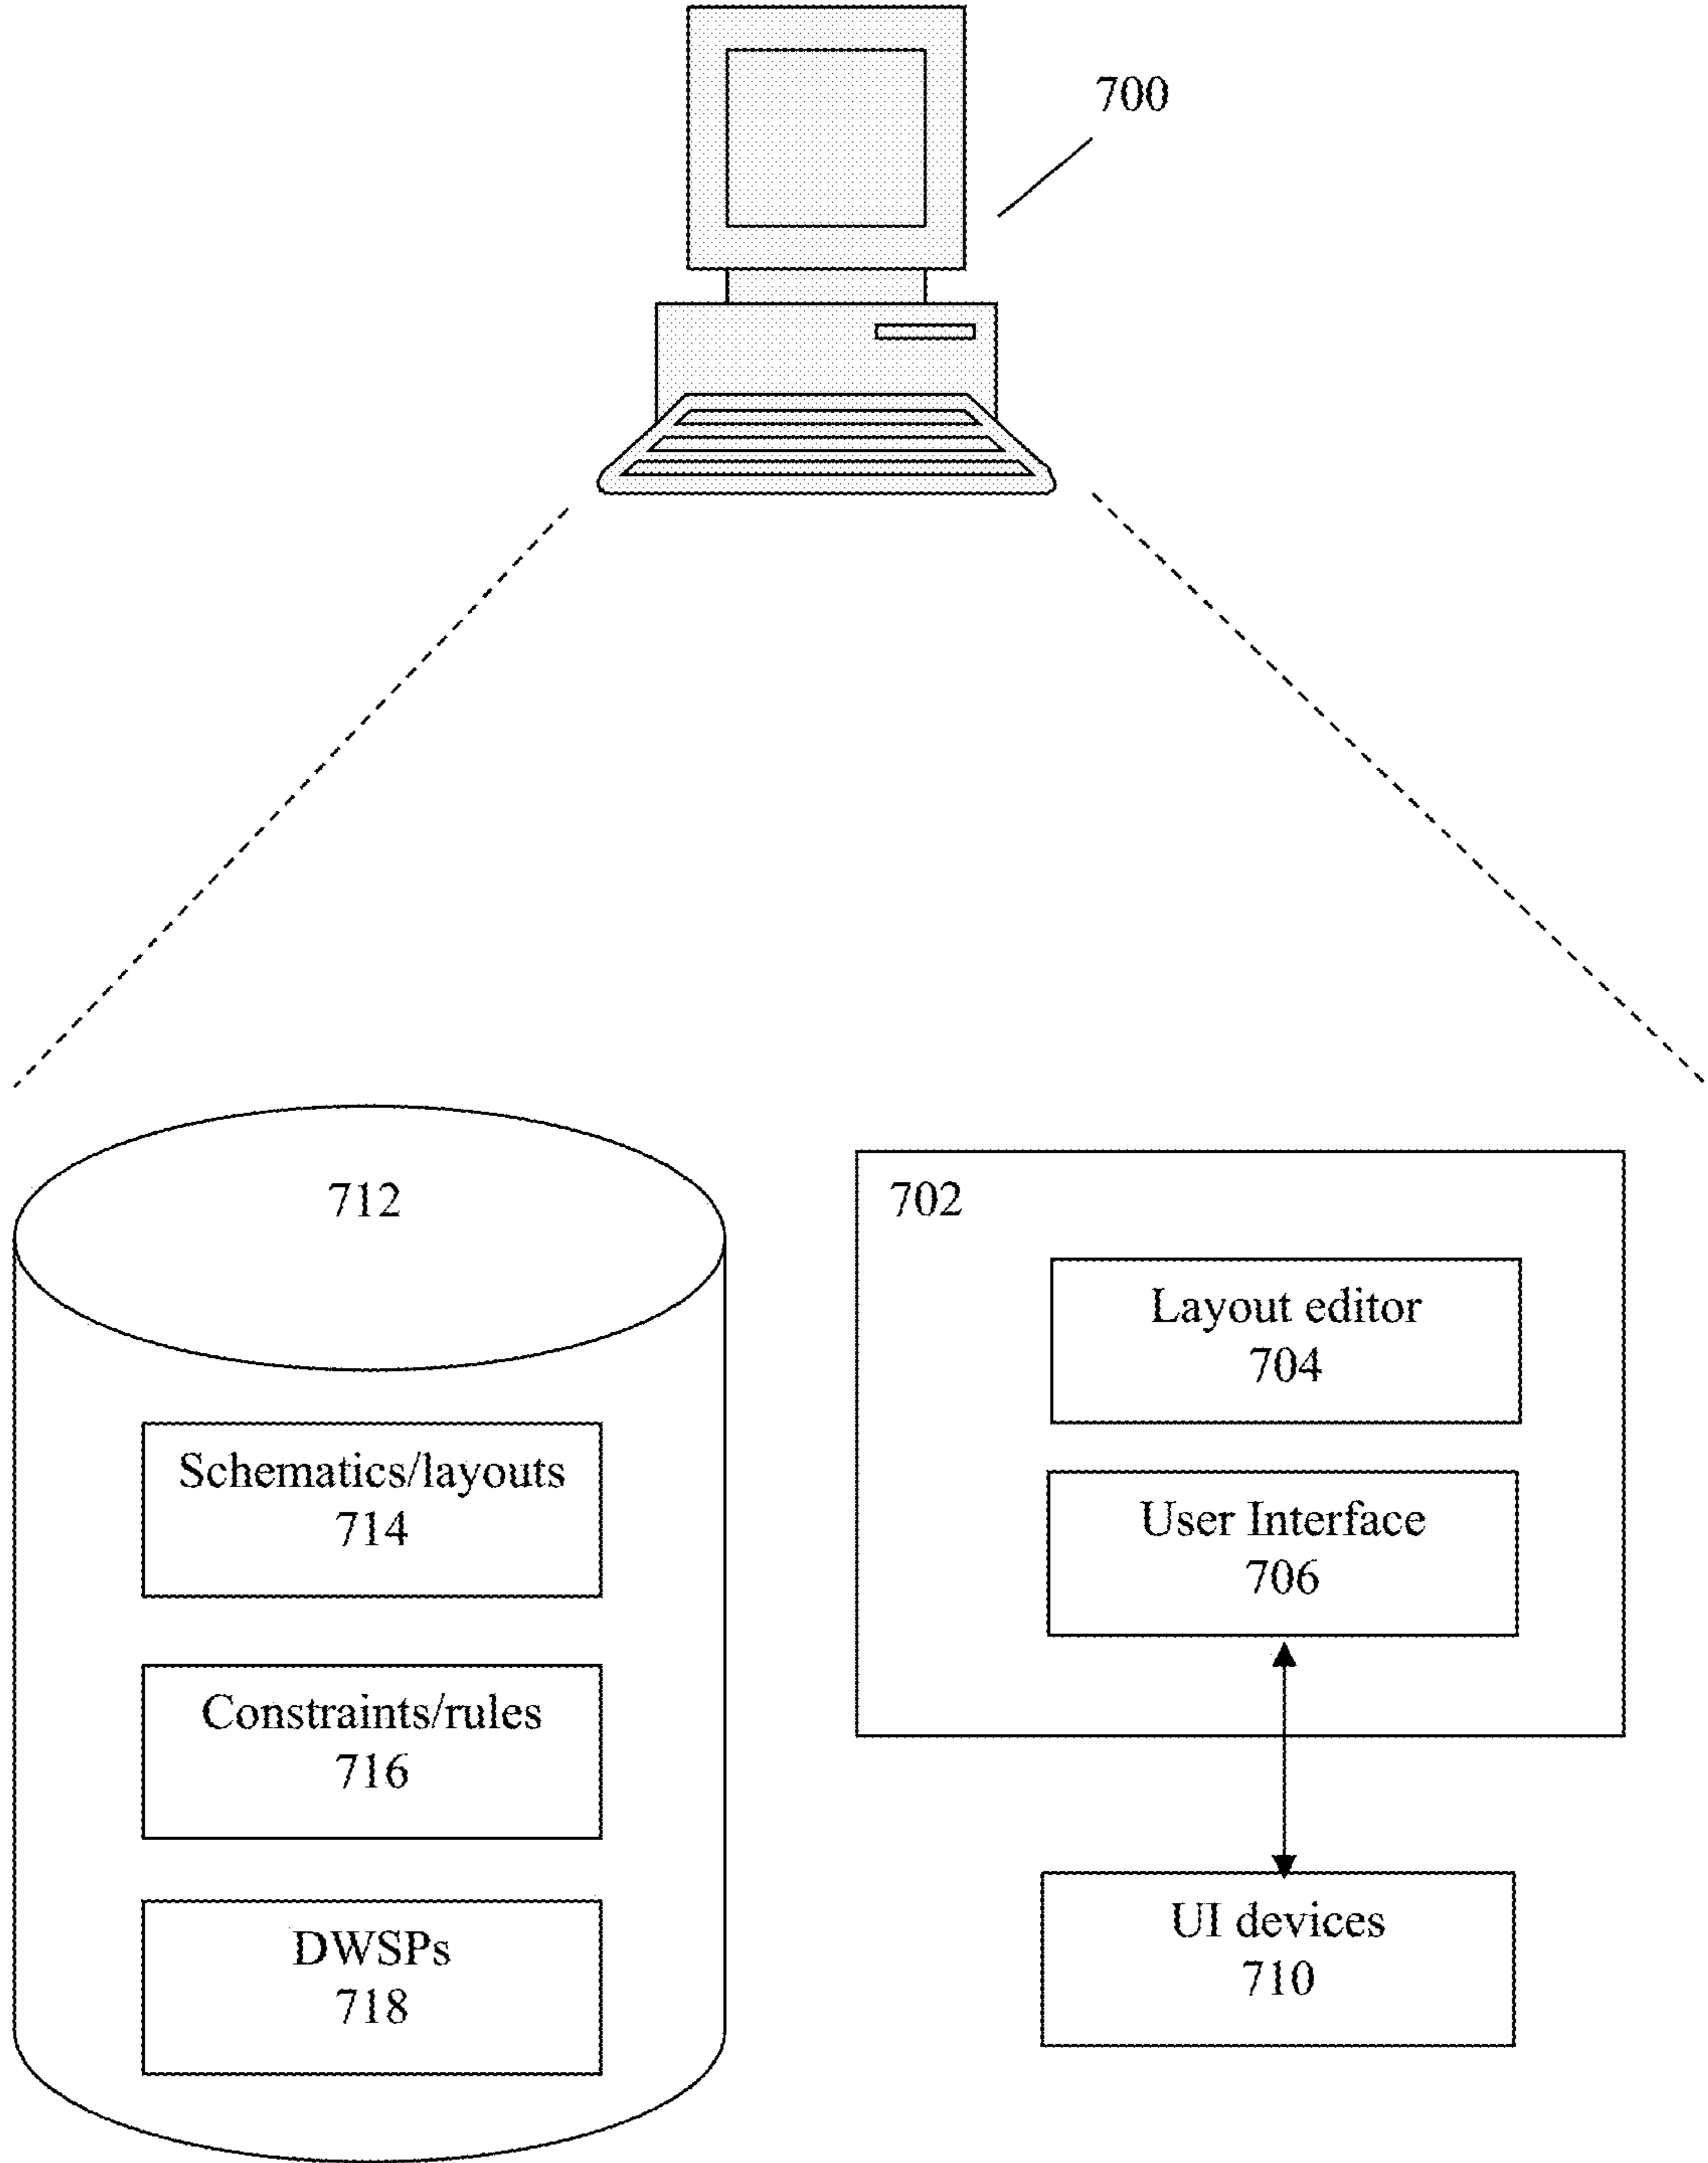 700
712
Schematics/layouts
714
Constraints/rules
716
DWSPs
718
702
Layout editor
704
User Interface
706
UI devices
710